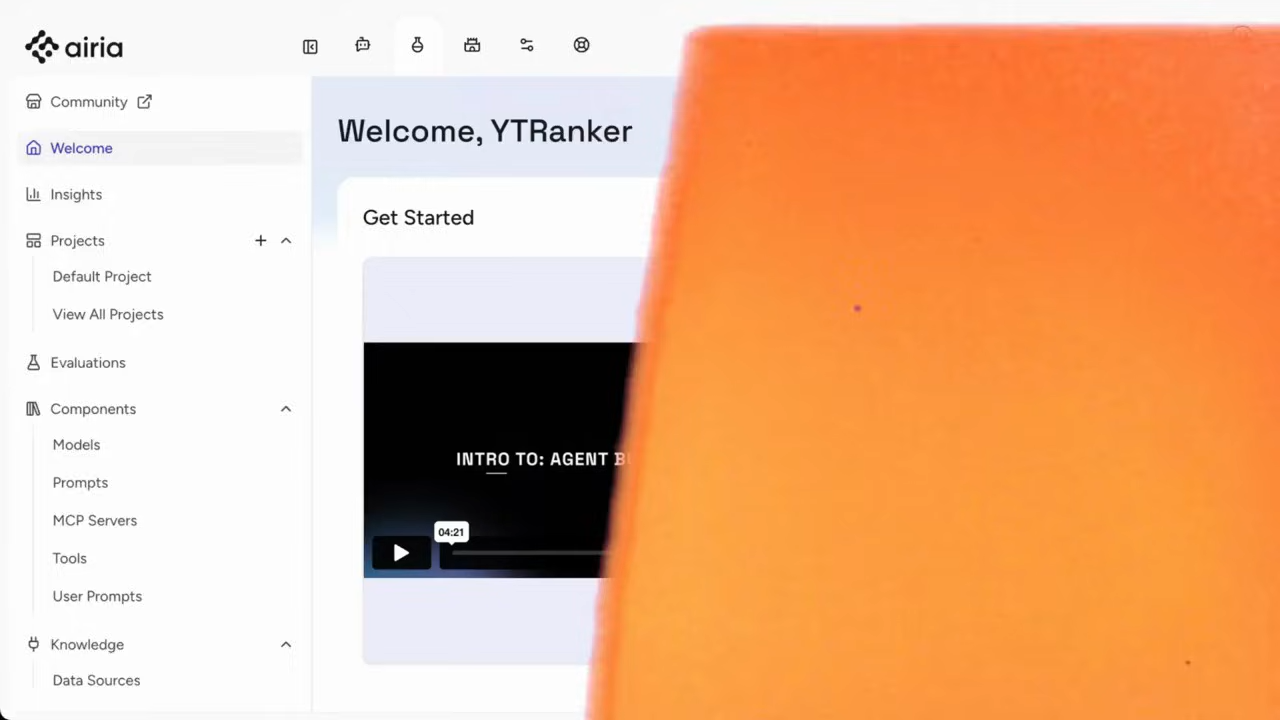 airia
Community
Welcome
Insights
Projects
Default Project
View All Projects
Evaluations
Components
Models
Prompts
MCP Servers
Tools
User Prompts
Knowledge
Data Sources
Welcome, YTRanker
Get Started
INTRO TO: AGENT
04:21